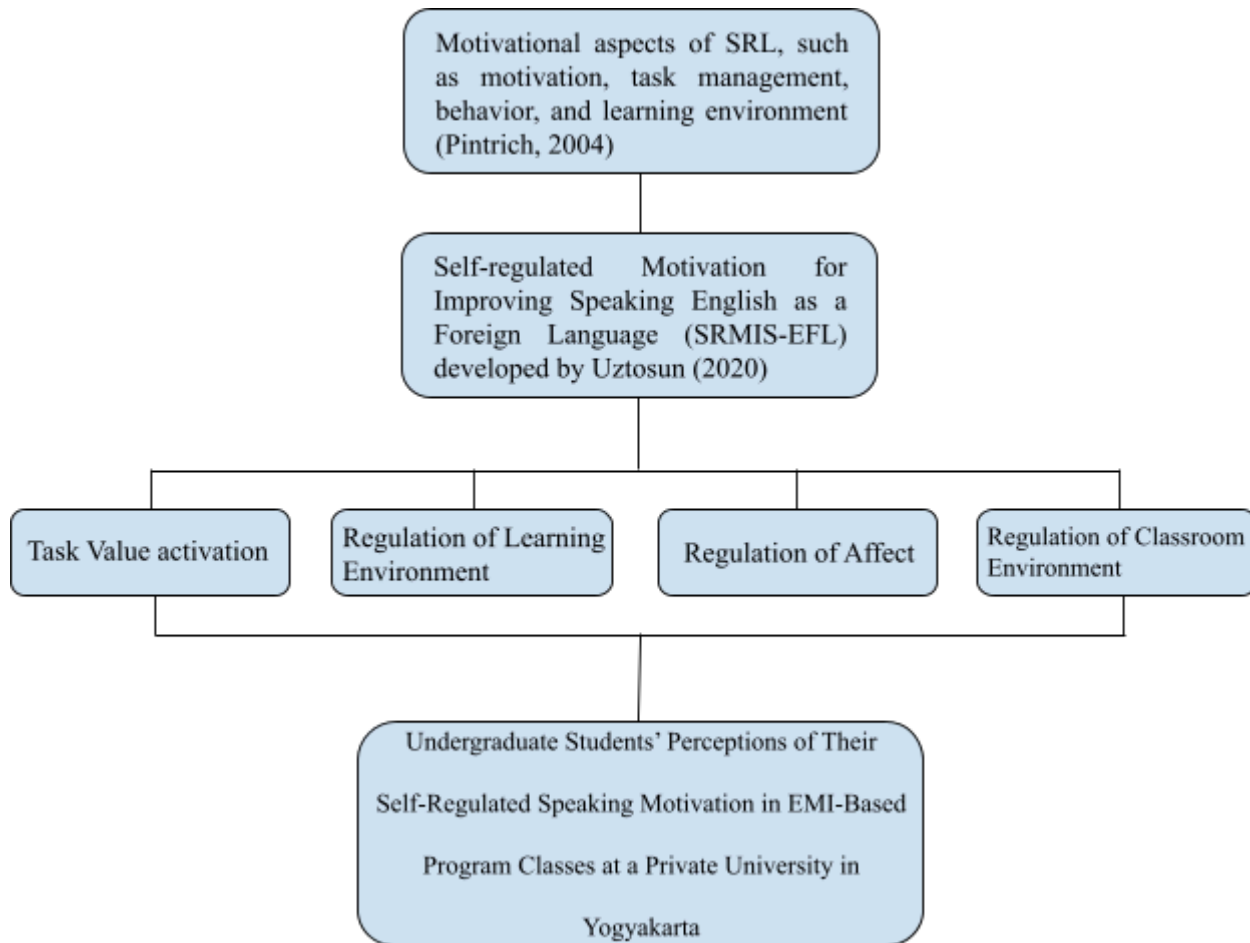 Motivational aspects of SRL, such
as motivation, task management,
behavior, and learning environment
(Pintrich, 2004)
Self-regulated Motivation for
Improving Speaking English as a
Foreign Language (SRMIS-EFL)
developed by Uztosun (2020)
Task Value activation
Regulation of Learning
Environment
Regulation of Affect
Regulation of Classroom
Environment
Undergraduate Students’ Perceptions of Their
Self-Regulated Speaking Motivation in EMI-Based
Program Classes at a Private University in
Yogyakarta